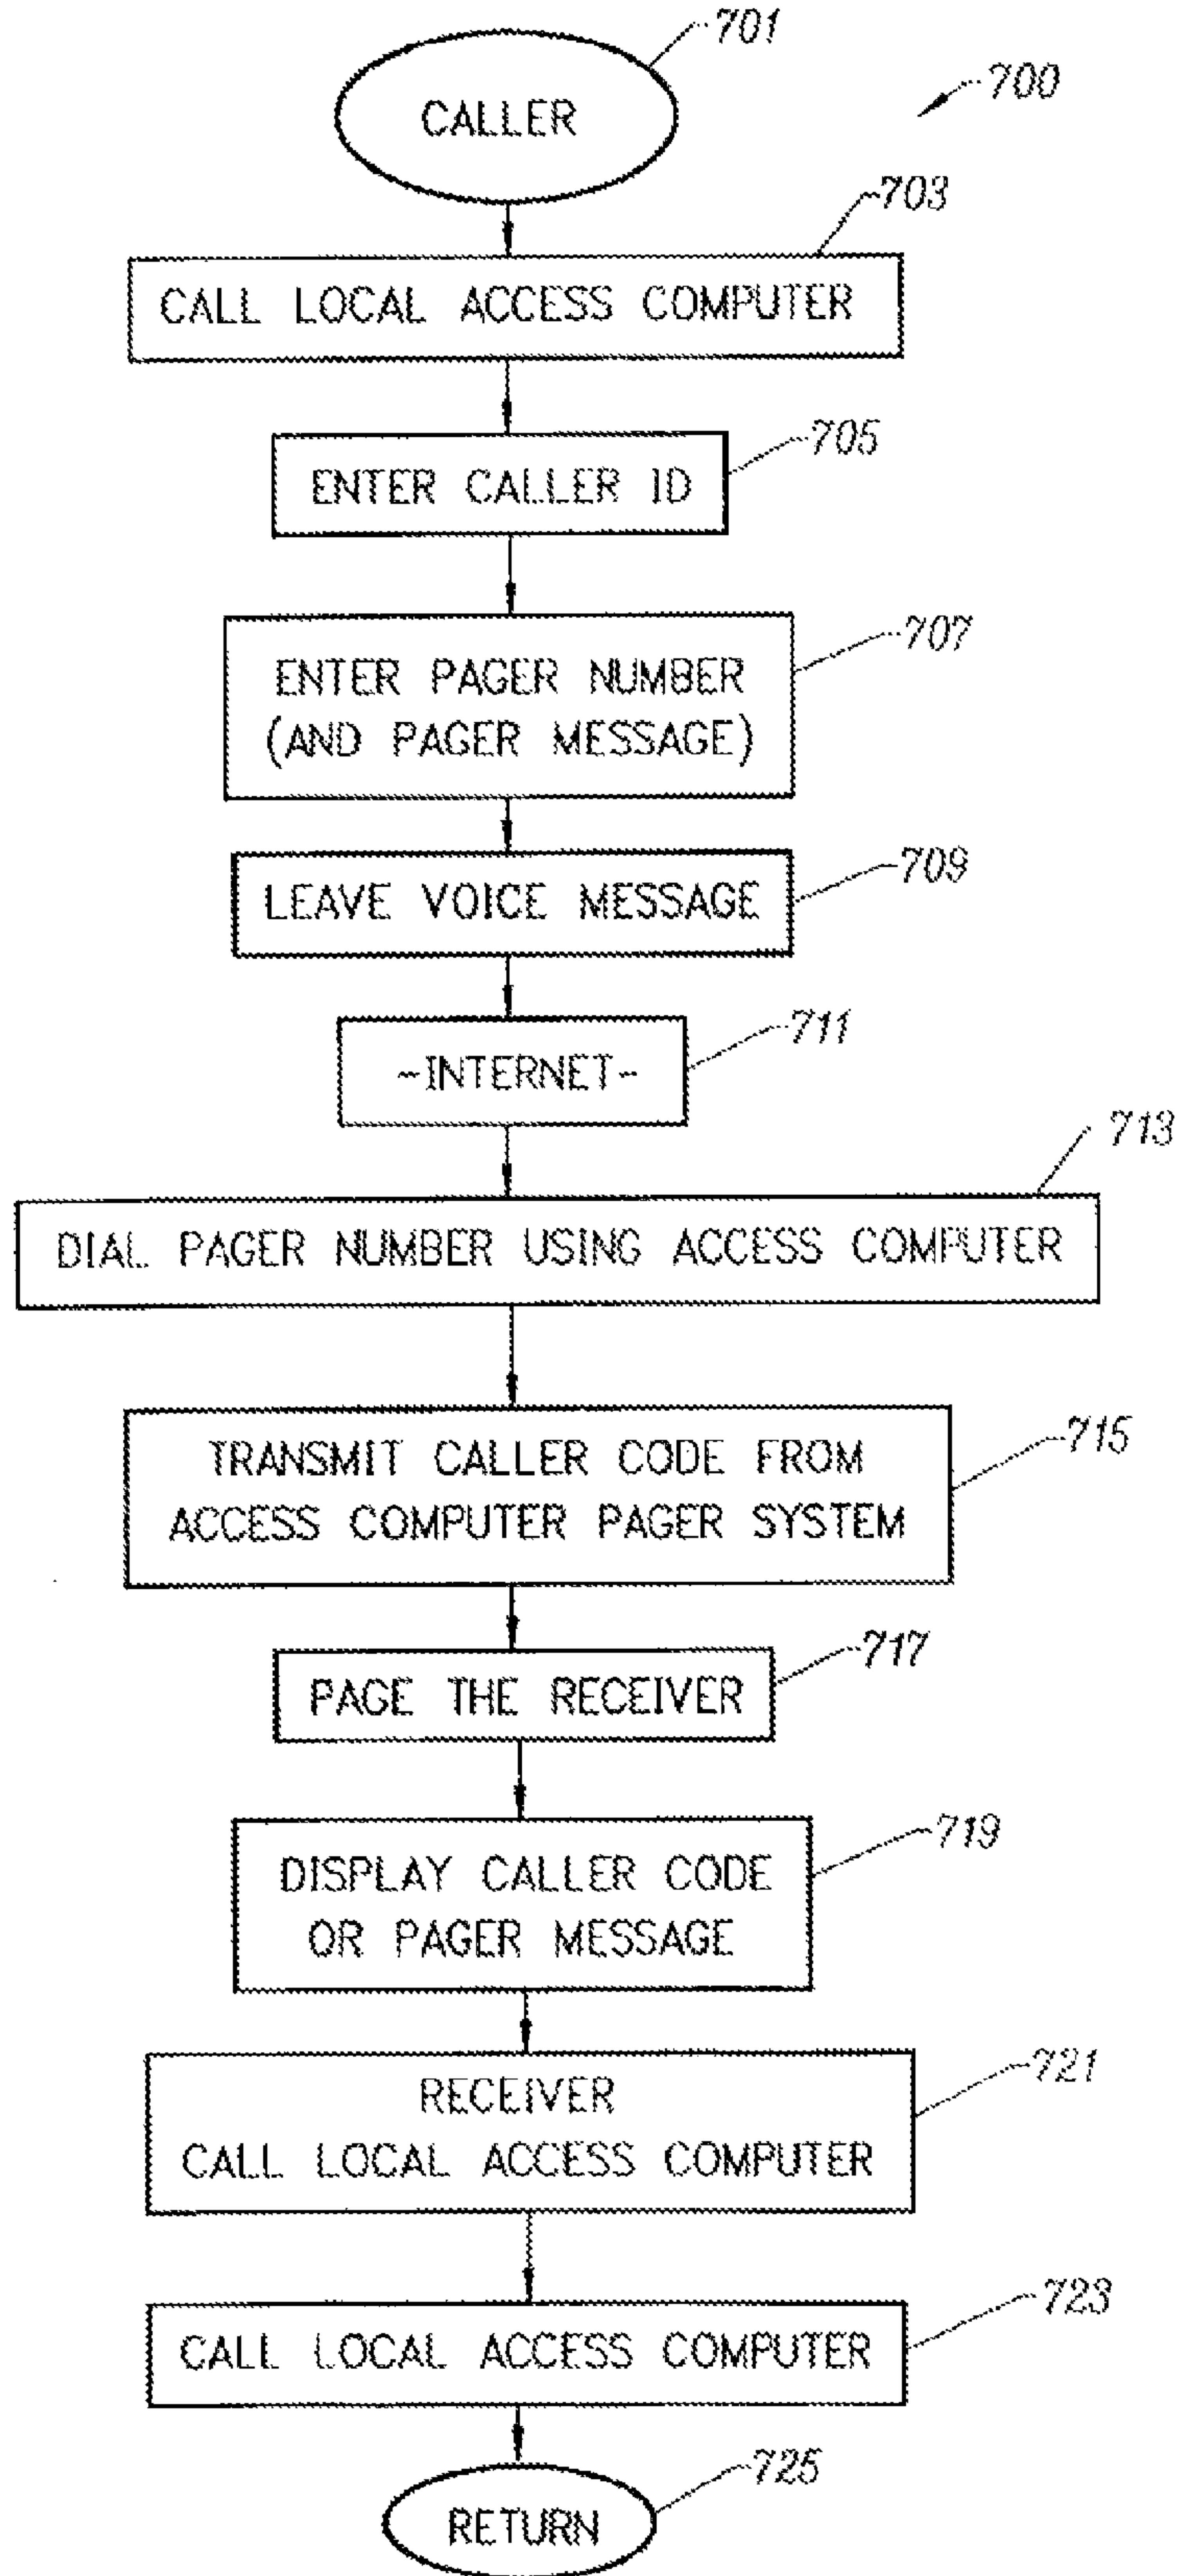 701
700
CALLER
703
CALL LOCAL ACCESS COMPUTER
705
ENTER CALLER ID
707
ENTER PAGER NUMBER
(AND PAGER MESSAGE)
709
LEAVE VOICE MESSAGE
711
-INTERNET-
713
DIAL PAGER NUMBER USING ACCESS COMPUTER
715
TRANSMIT CALLER CODE FROM
ACCESS COMPUTER PAGER SYSTEM
717
PAGE THE RECEIVER
719
DISPLAY CALLER CODE
OR PAGER MESSAGE
721
RECEIVER
CALL LOCAL ACCESS COMPUTER
723
CALL LOCAL ACCESS COMPUTER
725
RETURN